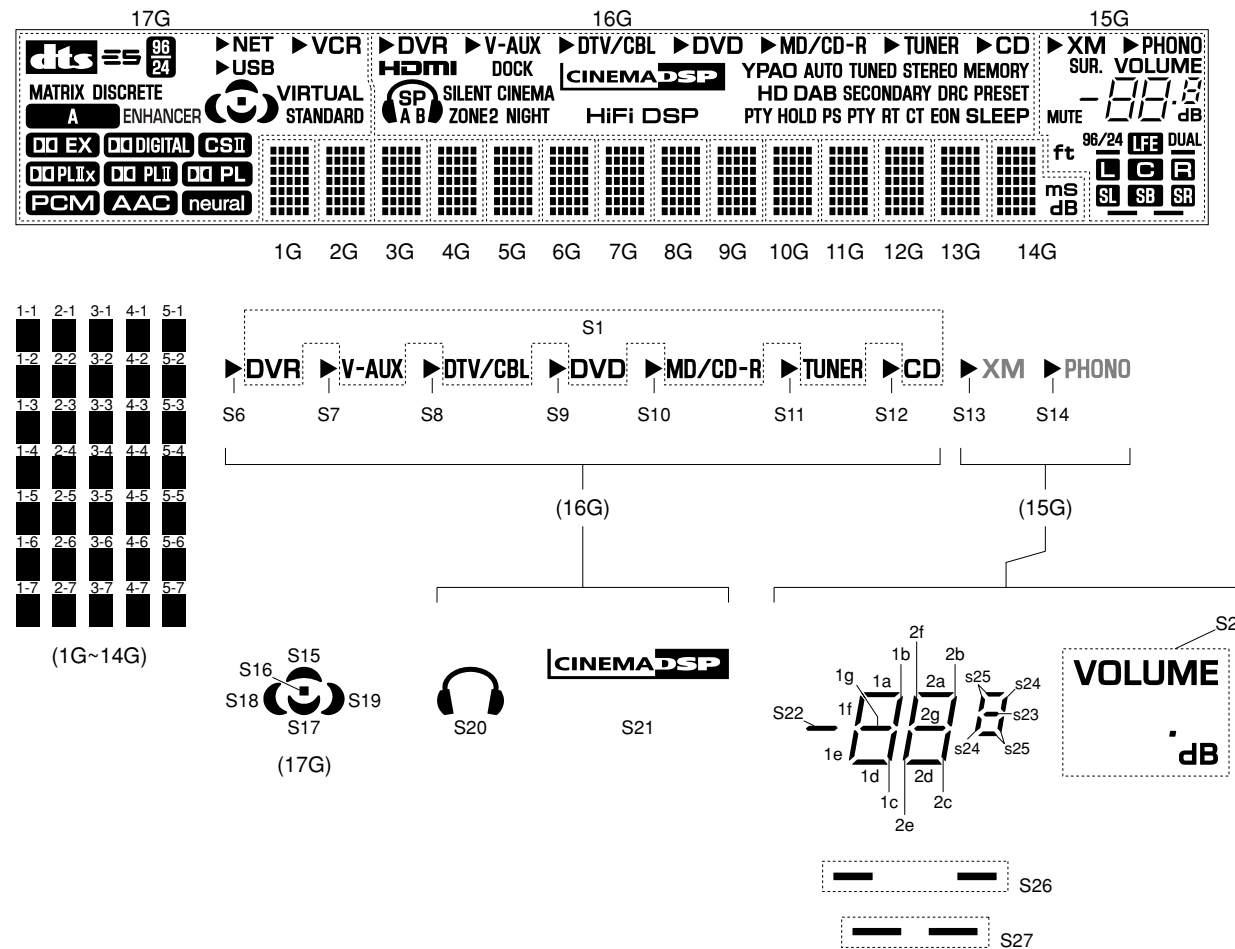 17G 16G 15G
dts ES 96 24 ▶NET ▶VCR ▶DVR ▶V-AUX ▶DTV/CBL ▶DVD ▶MD/CD-R ▶TUNER ▶CD ▶XM ▶PHONO
▶USB HDMI DOCK CINEMA DSP YPAO AUTO TUNED STEREO MEMORY SUR. VOLUME
MATRIX DISCRETE VIRTUAL SP SILENT CINEMA HD DAB SECONDARY DRC PRESET
A ENHANCER STANDARD A B ZONE2 NIGHT HiFi DSP PTY HOLD PS PTY RT CT EON SLEEP MUTE -88.8 dB
DD EX DD DIGITAL CSII ft 96/24 LFE DUAL
DD PLIIx DD PLII DD PL L C R
PCM AAC neural mS dB SL SB SR
1G 2G 3G 4G 5G 6G 7G 8G 9G 10G 11G 12G 13G 14G
1-1 2-1 3-1 4-1 5-1
1-2 2-2 3-2 4-2 5-2
1-3 2-3 3-3 4-3 5-3
1-4 2-4 3-4 4-4 5-4
1-5 2-5 3-5 4-5 5-5
1-6 2-6 3-6 4-6 5-6
1-7 2-7 3-7 4-7 5-7
(1G~14G)
S1
▶DVR ▶V-AUX ▶DTV/CBL ▶DVD ▶MD/CD-R ▶TUNER ▶CD ▶XM ▶PHONO
S6 S7 S8 S9 S10 S11 S12 S13 S14
(16G) (15G)
S15
S16
S18 S19
S17
(17G)
S20
CINEMA DSP
S21
2f
1b 2b
1g 1a 2a s25 s24
1f 2g s23
S22
1e s24 s25
1d 2d
1c 2c
2e
S2
VOLUME
.dB
S26
S27